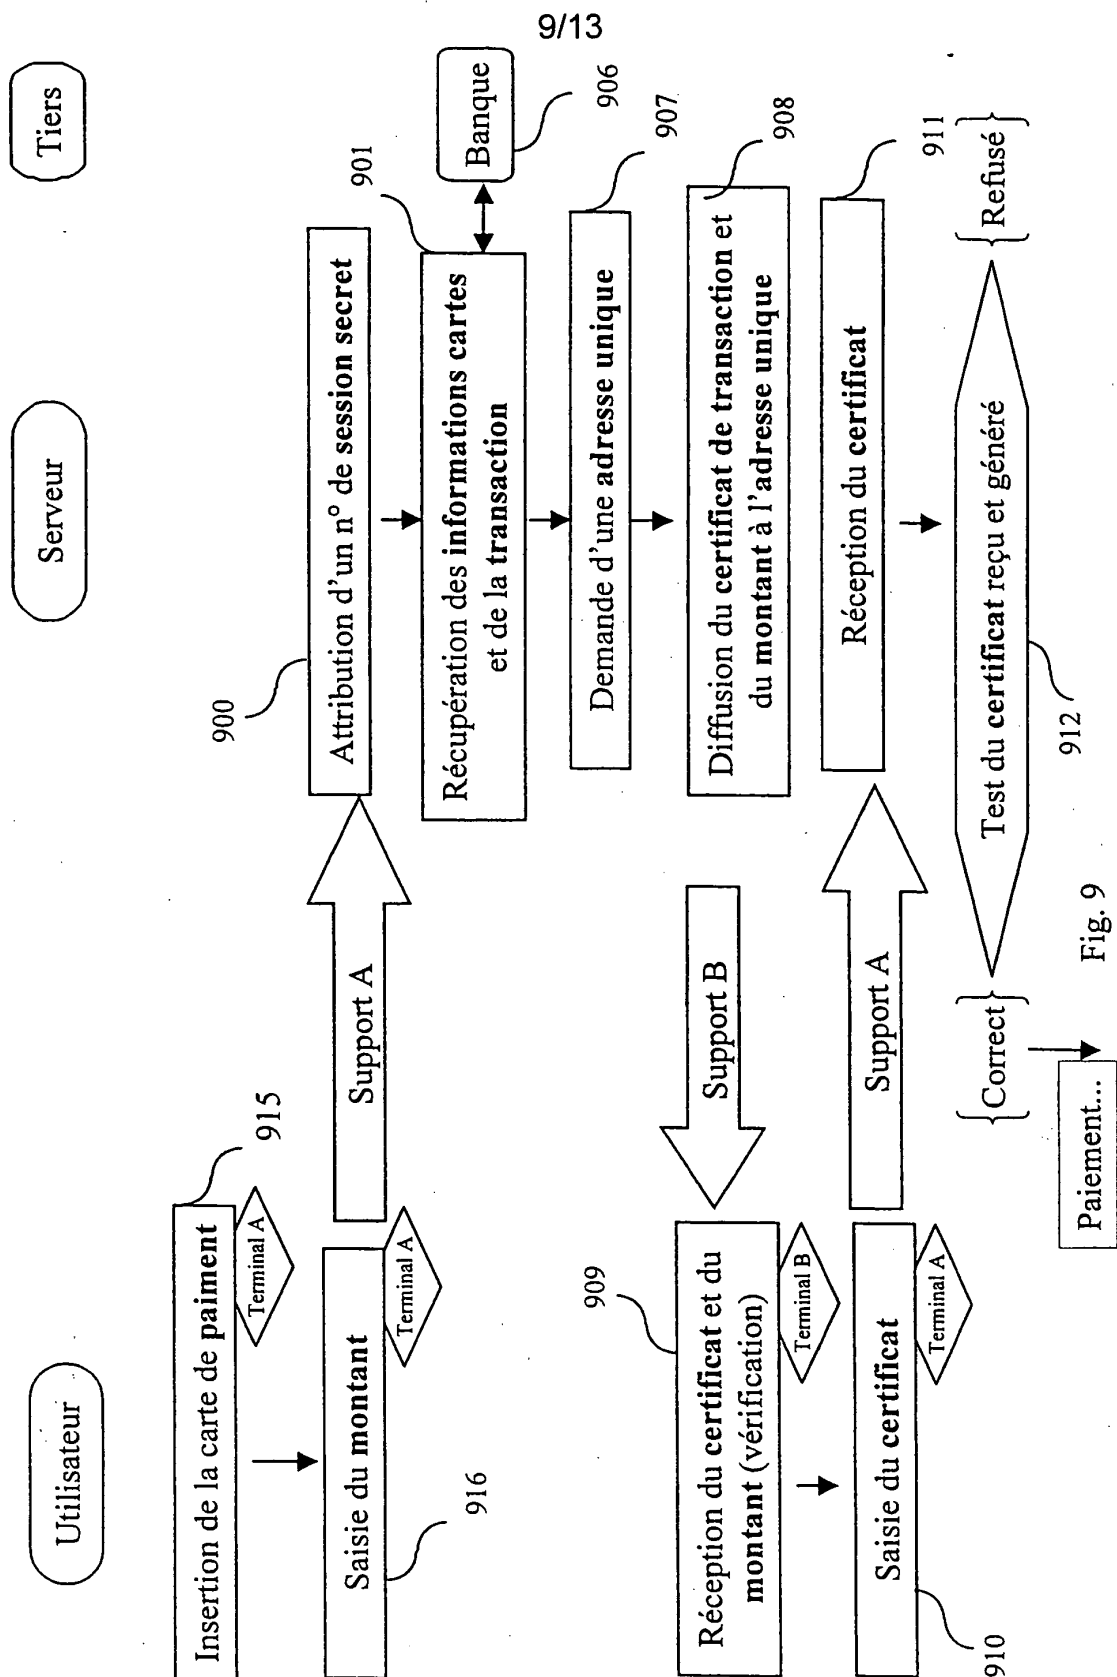 9/13
Utilisateur
Serveur
Tiers
915
Insertion de la carte de paiment
Terminal A
Saisie du montant
916
Terminal A
Support A
900
Attribution d'un n° de session secret
901
Récupération des informations cartes
et de la transaction
Banque
906
907
Demande d'une adresse unique
908
Diffusion du certificat de transaction et
du montant à l'adresse unique
Support B
909
Réception du certificat et du
montant (vérification)
Terminal B
Saisie du certificat
910
Terminal A
Support A
911
Réception du certificat
Test du certificat reçu et généré
912
{Correct}
{Refusé}
Paiement...
Fig. 9